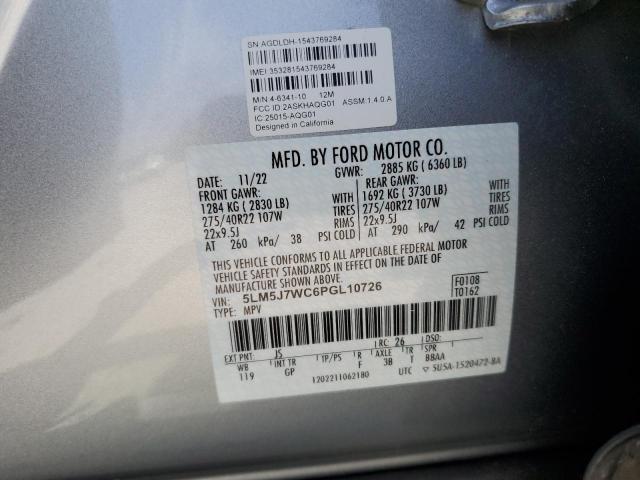 SN AGDLDH-1543769284
IMEI 353281543769284
M/N:4-6341-10 12M
FCC ID:2ASKHAQG01 ASSM:1.4.0.A
IC:25015-AQG01
Designed in California
MFD. BY FORD MOTOR CO.
DATE: 11/22 GVWR: 2885 KG ( 6360 LB)
FRONT GAWR: REAR GAWR:
1284 KG ( 2830 LB) WITH 1692 KG ( 3730 LB) WITH
275/40R22 107W TIRES 275/40R22 107W TIRES
22x9.5J RIMS 22x9.5J RIMS
AT 260 kPa/ 38 PSI COLD AT 290 kPa/ 42 PSI COLD
THIS VEHICLE CONFORMS TO ALL APPLICABLE FEDERAL MOTOR
VEHICLE SAFETY STANDARDS IN EFFECT ON THE DATE OF
MANUFACTURE SHOWN ABOVE.
VIN: 5LM5J7WC6PGL10726 F0108
TYPE: MPV T0162
EXT PNT: JS RC: 26 DSO:
WB INT TR TP/PS R AXLE TR SPR
119 GP F 3B T BBAA
1202211062180 UTC ▽ 5U5A-1520472-BA